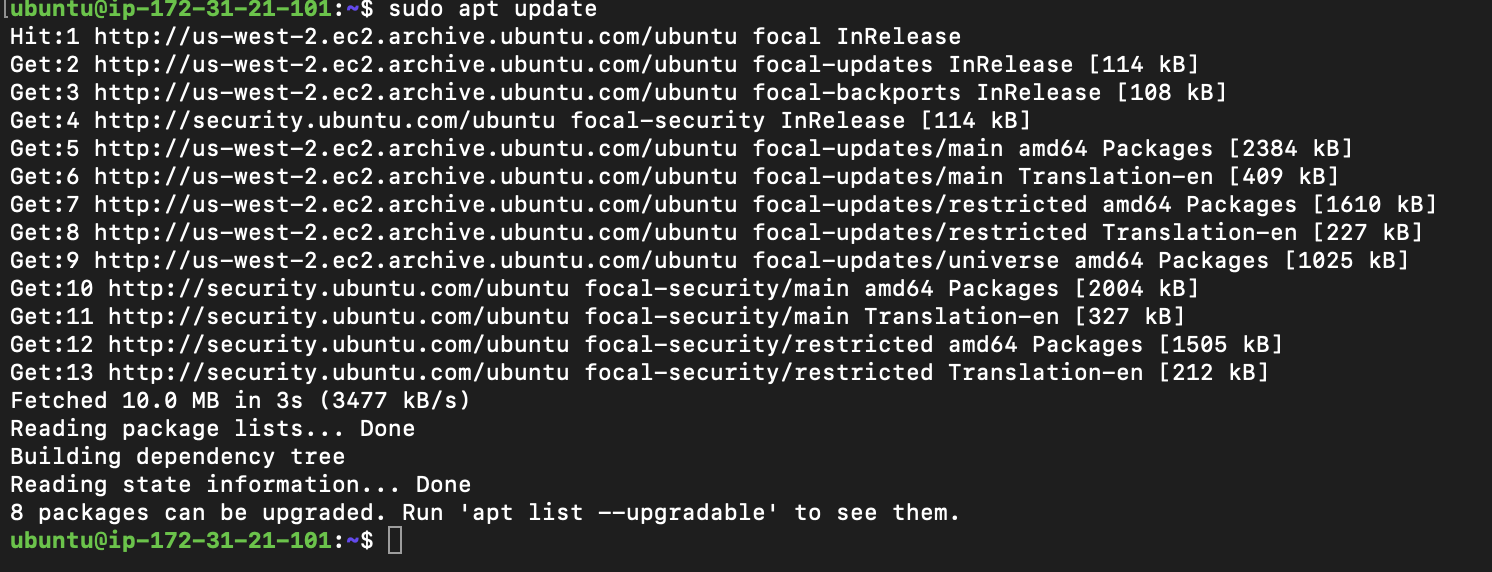 ubuntu@ip-172-31-21-101:~$ sudo apt update
Hit:1 http://us-west-2.ec2.archive.ubuntu.com/ubuntu focal InRelease
Get:2 http://us-west-2.ec2.archive.ubuntu.com/ubuntu focal-updates InRelease [114 kB]
Get:3 http://us-west-2.ec2.archive.ubuntu.com/ubuntu focal-backports InRelease [108 kB]
Get:4 http://security.ubuntu.com/ubuntu focal-security InRelease [114 kB]
Get:5 http://us-west-2.ec2.archive.ubuntu.com/ubuntu focal-updates/main amd64 Packages [2384 kB]
Get:6 http://us-west-2.ec2.archive.ubuntu.com/ubuntu focal-updates/main Translation-en [409 kB]
Get:7 http://us-west-2.ec2.archive.ubuntu.com/ubuntu focal-updates/restricted amd64 Packages [1610 kB]
Get:8 http://us-west-2.ec2.archive.ubuntu.com/ubuntu focal-updates/restricted Translation-en [227 kB]
Get:9 http://us-west-2.ec2.archive.ubuntu.com/ubuntu focal-updates/universe amd64 Packages [1025 kB]
Get:10 http://security.ubuntu.com/ubuntu focal-security/main amd64 Packages [2004 kB]
Get:11 http://security.ubuntu.com/ubuntu focal-security/main Translation-en [327 kB]
Get:12 http://security.ubuntu.com/ubuntu focal-security/restricted amd64 Packages [1505 kB]
Get:13 http://security.ubuntu.com/ubuntu focal-security/restricted Translation-en [212 kB]
Fetched 10.0 MB in 3s (3477 kB/s)
Reading package lists... Done
Building dependency tree
Reading state information... Done
8 packages can be upgraded. Run 'apt list --upgradable' to see them.
ubuntu@ip-172-31-21-101:~$